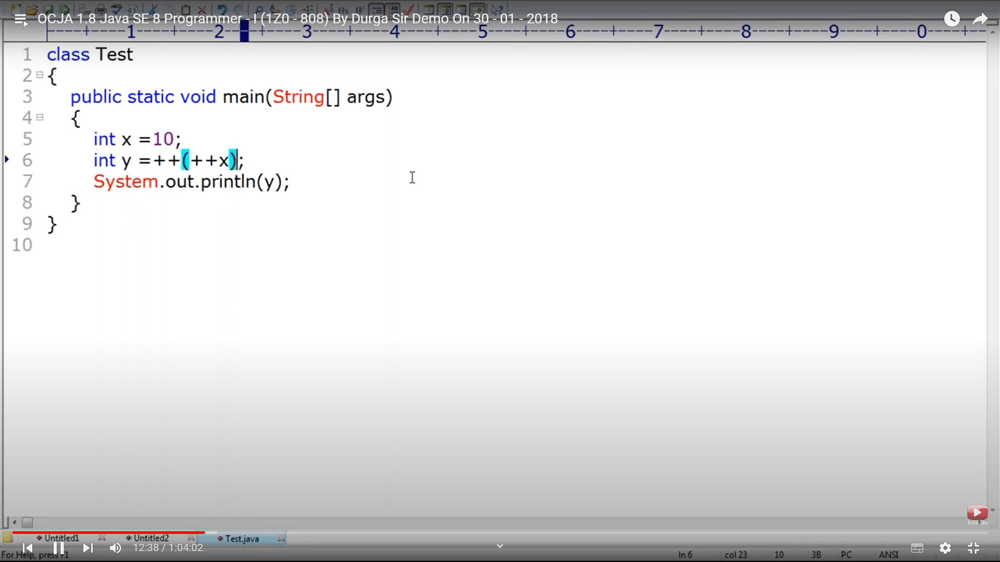 OCJA 1.8 Java SE 8 Programmer - I (1Z0 - 808) By Durga Sir Demo On 30 - 01 - 2018
|----+----1----+----2----+----3----+----4----+----5----+----6----+----7----+----8----+----9----+----0----+--
1 class Test
2 {
3 public static void main(String[] args)
4 {
5 int x =10;
6 int y =++(++x);
7 System.out.println(y);
8 }
9 }
10
Subscribe
Untitled1 Untitled2 Test.java
12:38 / 1:04:02
For Help, press F1 ln 6 col 23 10 3B PC ANSI